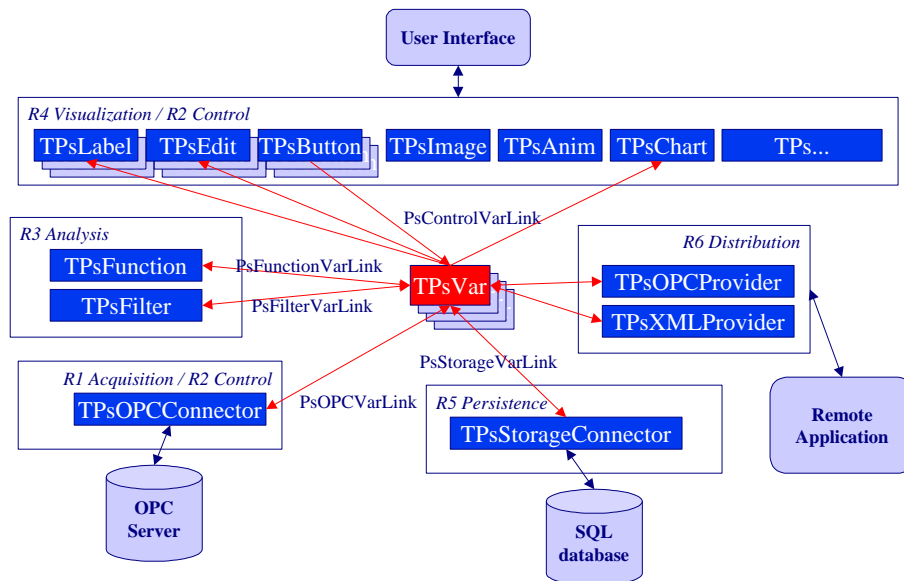 User Interface
R4 Visualization / R2 Control
TPsLabel
TPsEdit
TPsButton
TPsImage
TPsAnim
TPsChart
TPs...
PsControlVarLink
R3 Analysis
TPsFunction
TPsFilter
PsFunctionVarLink
PsFilterVarLink
TPsVar
R6 Distribution
TPsOPCProvider
TPsXMLProvider
PsStorageVarLink
R1 Acquisition / R2 Control
TPsOPCConnector
PsOPCVarLink
R5 Persistence
TPsStorageConnector
Remote
Application
OPC
Server
SQL
database